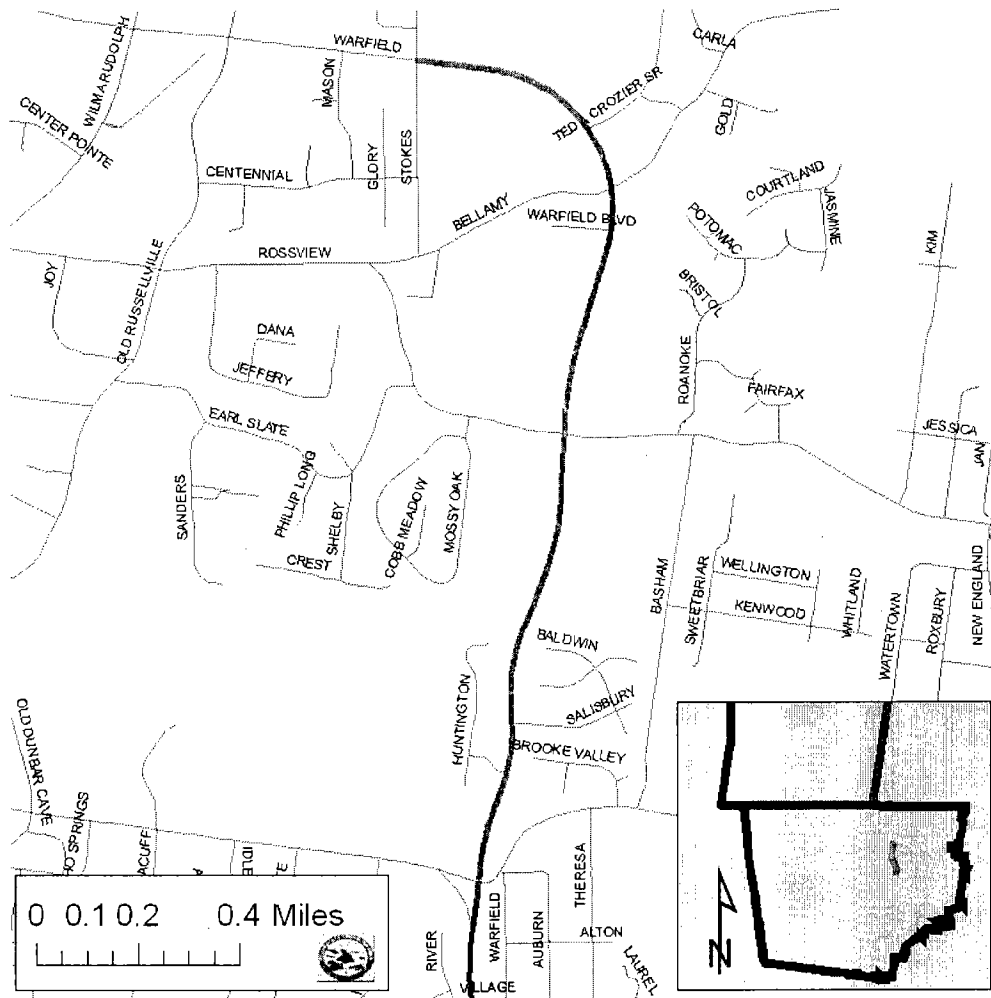 WARFIELD
WILMA RUDOLPH
MASON
CARLA
TED CROZIER SR
GOLD
CENTER POINTE
GLORY
STOKES
CENTENNIAL
BELLAMY
WARFIELD BLVD
COURTLAND
JASMINE
POTOMAC
KIM
ROSSVIEW
JOY
OLD RUSSELLVILLE
BRISTOL
DANA
JEFFERY
ROANOKE
FAIRFAX
EARL SLATE
JESSICA
JAN
PHILLIP LONG
SANDERS
SHELBY
COBB MEADOW
MOSSY OAK
CREST
BASHAM
SWEETBRIAR
WELLINGTON
KENWOOD
WHITLAND
WATERTOWN
ROXBURY
NEW ENGLAND
BALDWIN
HUNTINGTON
SALISBURY
BROOKE VALLEY
OLD DUNBAR CAVE
HO SPRINGS
ACUFF
IDLE
THERESA
0 0.1 0.2 0.4 Miles
RIVER
WARFIELD
AUBURN
ALTON
LAUREL
VILLAGE
N